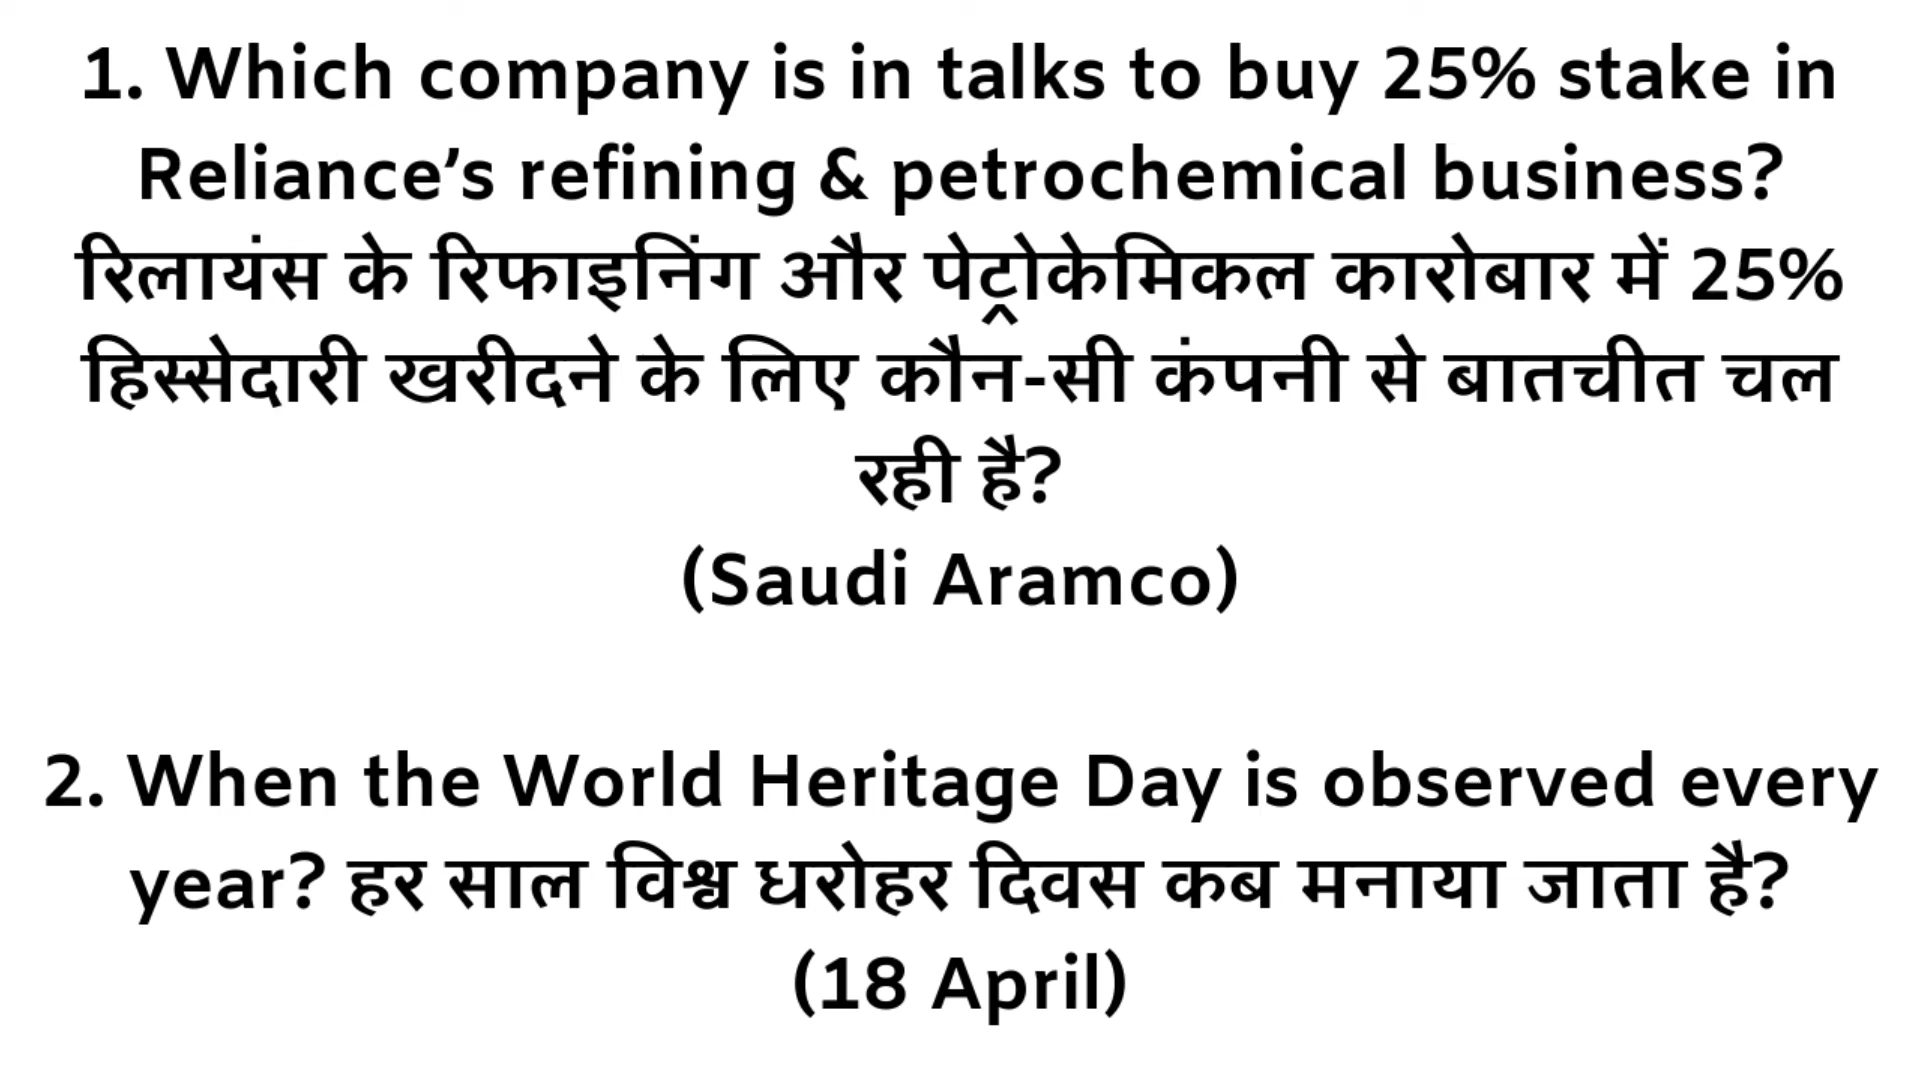 1. Which company is in talks to buy 25% stake in
Reliance’s refining & petrochemical business?
रिलायंस के रिफाइनिंग और पेट्रोकेमिकल कारोबार में 25%
हिस्सेदारी खरीदने के लिए कौन-सी कंपनी से बातचीत चल
रही है?
(Saudi Aramco)
2. When the World Heritage Day is observed every
year? हर साल विश्व धरोहर दिवस कब मनाया जाता है?
(18 April)